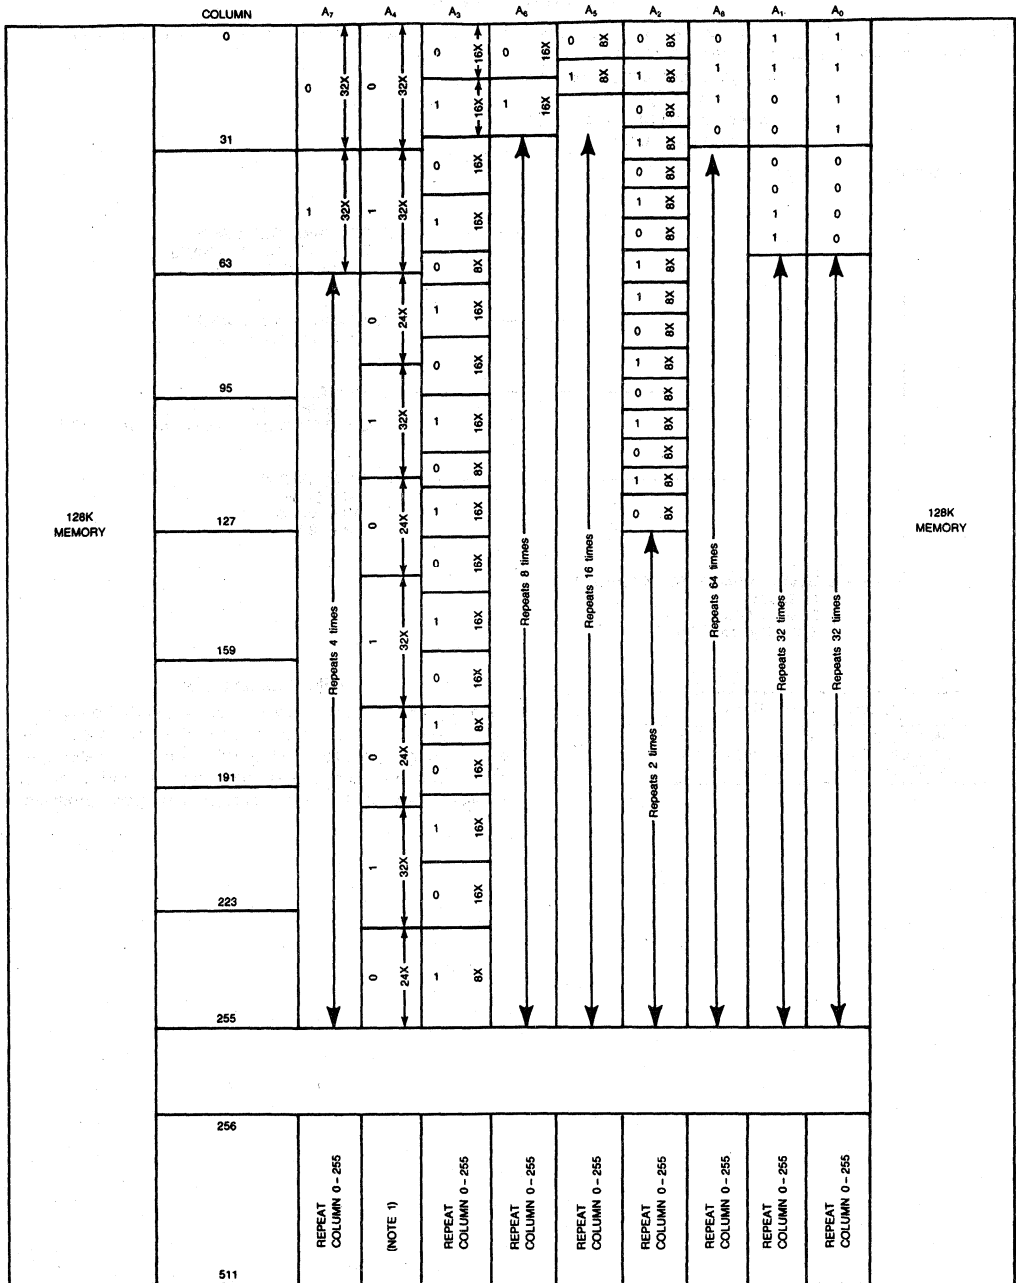 COLUMN A7 A4 A3 A6 A5 A2 A8 A1 A0
0
31
63
95
127
159
191
223
255
256
511
128K
MEMORY
0 32X
1 32X
Repeats 4 times
REPEAT
COLUMN 0-255
0 32X
1 32X
0 24X
1 32X
0 24X
1 32X
0 24X
1 32X
0 24X
(NOTE 1)
0 16X
1 16X
0 16X
1 16X
0 8X
1 16X
0 16X
1 16X
0 8X
1 16X
0 16X
1 16X
0 16X
1 8X
0 16X
1 16X
0 16X
1 8X
REPEAT
COLUMN 0-255
0 16X
1 16X
Repeats 8 times
REPEAT
COLUMN 0-255
0 8X
1 8X
Repeats 16 times
REPEAT
COLUMN 0-255
0 8X
1 8X
0 8X
1 8X
0 8X
1 8X
0 8X
1 8X
1 8X
0 8X
1 8X
0 8X
1 8X
0 8X
1 8X
0 8X
Repeats 2 times
REPEAT
COLUMN 0-255
0
1
1
0
Repeats 64 times
REPEAT
COLUMN 0-255
1
1
0
0
0
0
1
1
Repeats 32 times
REPEAT
COLUMN 0-255
1
1
1
1
0
0
0
0
Repeats 32 times
REPEAT
COLUMN 0-255
128K
MEMORY